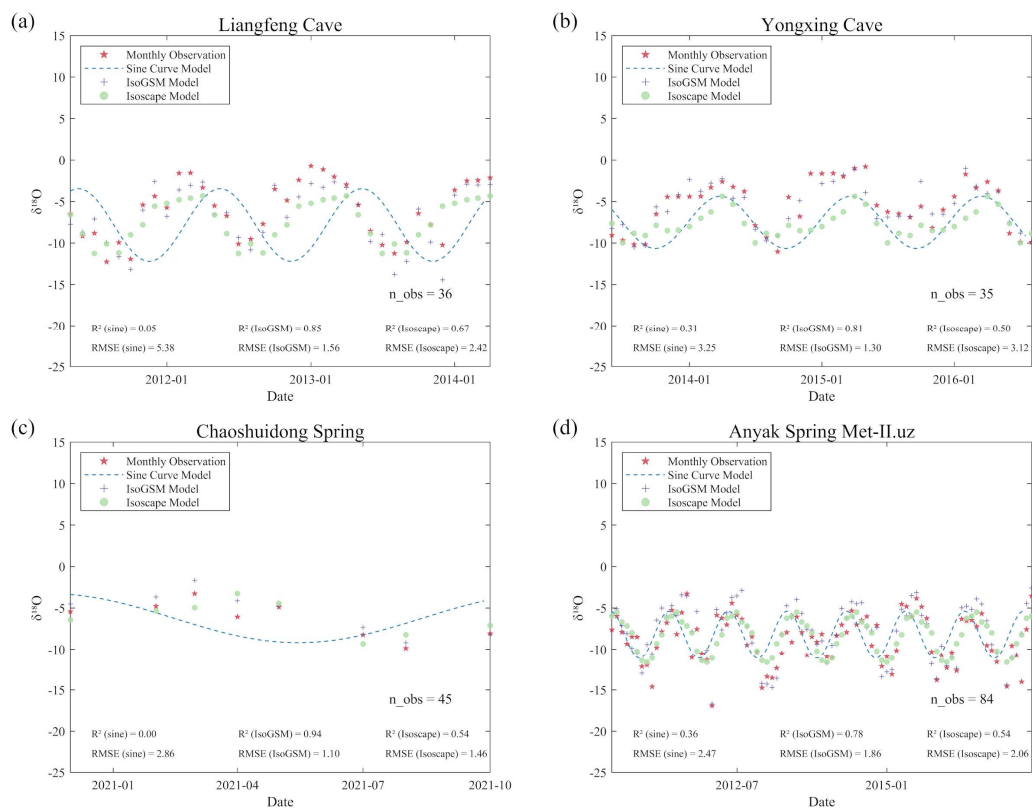 (a)
Liangfeng Cave
15
10
5
0
-5
-10
-15
-20
-25
δ¹⁸O
Monthly Observation
Sine Curve Model
IsoGSM Model
Isoscape Model
n_obs = 36
R² (sine) = 0.05 R² (IsoGSM) = 0.85 R² (Isoscape) = 0.67
RMSE (sine) = 5.38 RMSE (IsoGSM) = 1.56 RMSE (Isoscape) = 2.42
2012-01 2013-01 2014-01
Date
(b)
Yongxing Cave
15
10
5
0
-5
-10
-15
-20
-25
δ¹⁸O
Monthly Observation
Sine Curve Model
IsoGSM Model
Isoscape Model
n_obs = 35
R² (sine) = 0.31 R² (IsoGSM) = 0.81 R² (Isoscape) = 0.50
RMSE (sine) = 3.25 RMSE (IsoGSM) = 1.30 RMSE (Isoscape) = 3.12
2014-01 2015-01 2016-01
Date
(c)
Chaoshuidong Spring
15
10
5
0
-5
-10
-15
-20
-25
δ¹⁸O
Monthly Observation
Sine Curve Model
IsoGSM Model
Isoscape Model
n_obs = 45
R² (sine) = 0.00 R² (IsoGSM) = 0.94 R² (Isoscape) = 0.54
RMSE (sine) = 2.86 RMSE (IsoGSM) = 1.10 RMSE (Isoscape) = 1.46
2021-01 2021-04 2021-07 2021-10
Date
(d)
Anyak Spring Met-II.uz
15
10
5
0
-5
-10
-15
-20
-25
δ¹⁸O
Monthly Observation
Sine Curve Model
IsoGSM Model
Isoscape Model
n_obs = 84
R² (sine) = 0.36 R² (IsoGSM) = 0.78 R² (Isoscape) = 0.54
RMSE (sine) = 2.47 RMSE (IsoGSM) = 1.86 RMSE (Isoscape) = 2.06
2012-07 2015-01
Date